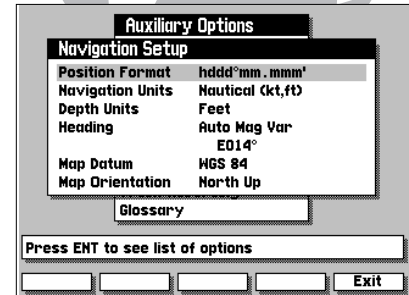 Auxiliary Options
Navigation Setup
Position Format hddd°mm.mmm'
Navigation Units Nautical (kt,ft)
Depth Units Feet
Heading Auto Mag Var
E014°
Map Datum WGS 84
Map Orientation North Up
Glossary
Press ENT to see list of options
Exit